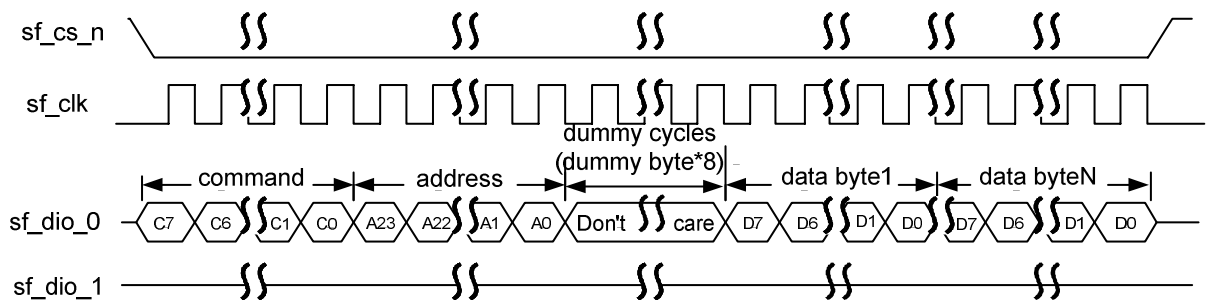 sf_cs_n
sf_clk
dummy cycles
(dummy byte*8)
command address data byte1 data byteN
sf_dio_0 C7 C6 C1 C0 A23 A22 A1 A0 Don't care D7 D6 D1 D0 D7 D6 D1 D0
sf_dio_1